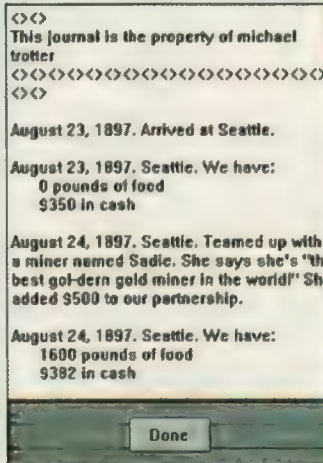 <><>
This journal is the property of michael
trotter
<><><><><><><><><><><><><><><><><>
<><>
August 23, 1897. Arrived at Seattle.
August 23, 1897. Seattle. We have:
0 pounds of food
$350 in cash
August 24, 1897. Seattle. Teamed up with
a miner named Sadie. She says she's "th
best gol-dern gold miner in the world!" Sh
added $500 to our partnership.
August 24, 1897. Seattle. We have:
1600 pounds of food
$382 in cash
Done